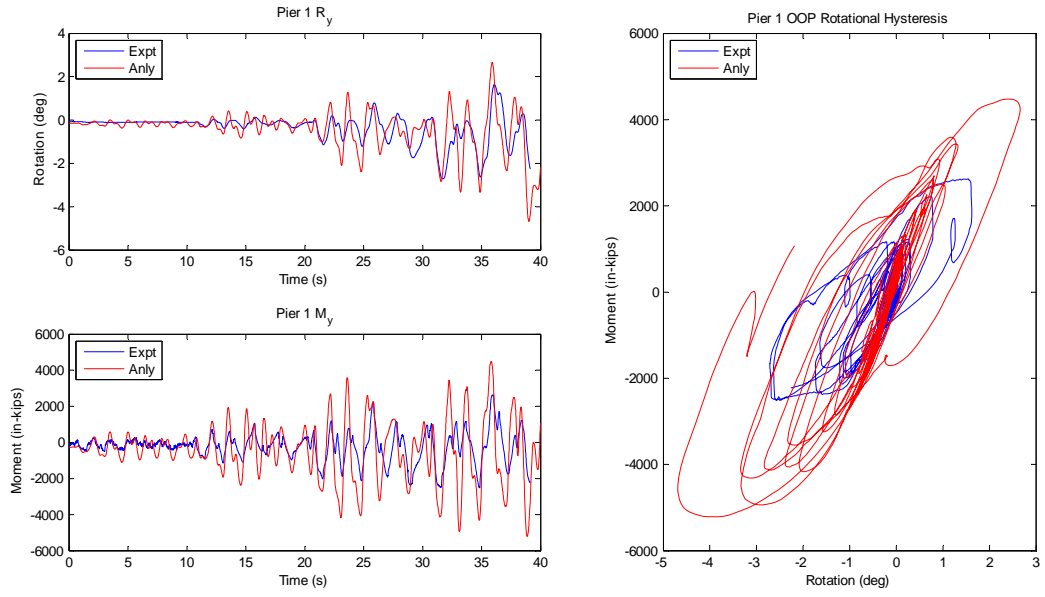 Pier 1 R_y
4
2
0
-2
-4
-6
Rotation (deg)
Expt
Anly
0 5 10 15 20 25 30 35 40
Time (s)
Pier 1 M_y
6000
4000
2000
0
-2000
-4000
-6000
Moment (in-kips)
Expt
Anly
0 5 10 15 20 25 30 35 40
Time (s)
Pier 1 OOP Rotational Hysteresis
6000
4000
2000
0
-2000
-4000
-6000
Moment (in-kips)
Expt
Anly
-5 -4 -3 -2 -1 0 1 2 3
Rotation (deg)